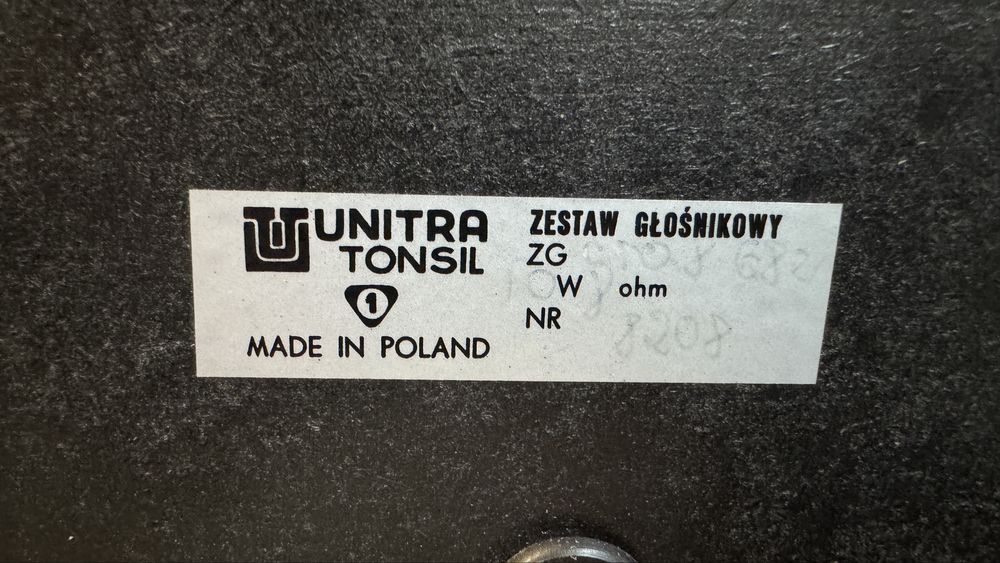 UNITRA
TONSIL
1
MADE IN POLAND
ZESTAW GŁOŚNIKOWY
ZG
W ohm
NR